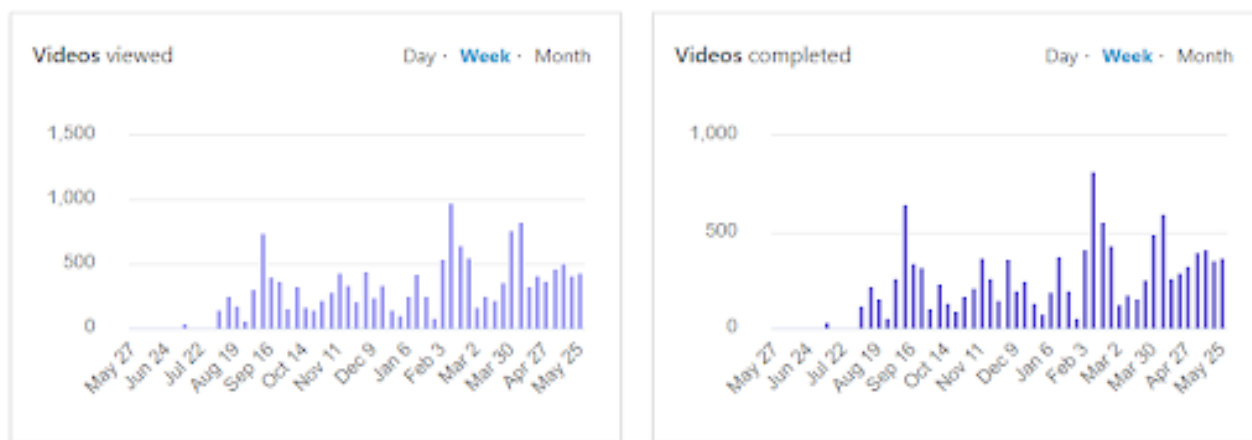 Videos viewed
Day · Week · Month
1,500
1,000
500
0
May 27
Jun 24
Jul 22
Aug 19
Sep 16
Oct 14
Nov 11
Dec 9
Jan 6
Feb 3
Mar 2
Mar 30
Apr 27
May 25
Videos completed
Day · Week · Month
1,000
500
0
May 27
Jun 24
Jul 22
Aug 19
Sep 16
Oct 14
Nov 11
Dec 9
Jan 6
Feb 3
Mar 2
Mar 30
Apr 27
May 25